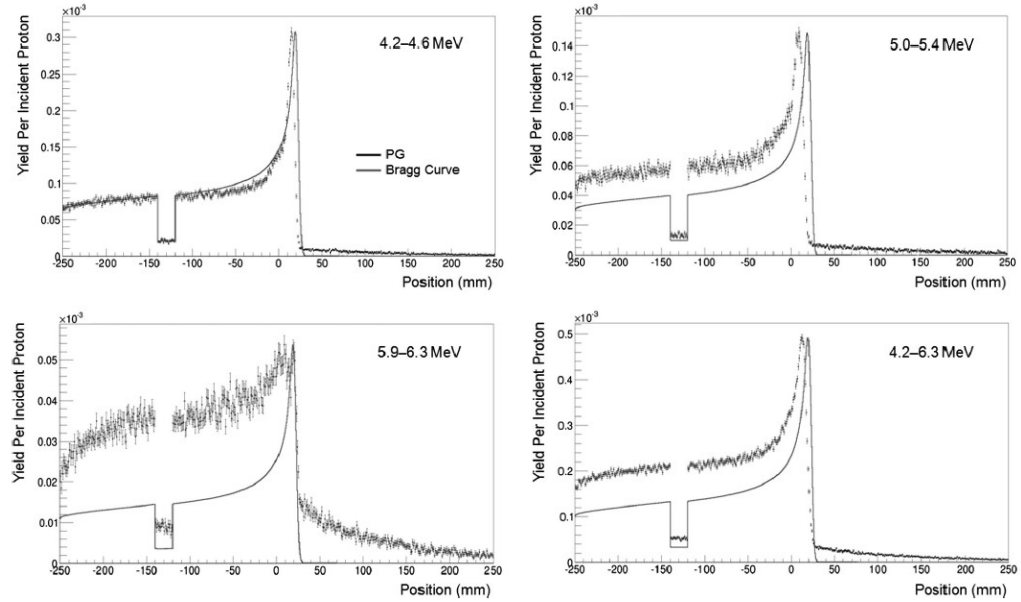 ×10⁻³
0.3
0.25
0.2
0.15
0.1
0.05
0
Yield Per Incident Proton
4.2–4.6 MeV
PG
Bragg Curve
-250 -200 -150 -100 -50 0 50 100 150 200 250
Position (mm)
×10⁻³
0.14
0.12
0.1
0.08
0.06
0.04
0.02
0
Yield Per Incident Proton
5.0–5.4 MeV
-250 -200 -150 -100 -50 0 50 100 150 200 250
Position (mm)
×10⁻³
0.05
0.04
0.03
0.02
0.01
0
Yield Per Incident Proton
5.9–6.3 MeV
-250 -200 -150 -100 -50 0 50 100 150 200 250
Position (mm)
×10⁻³
0.5
0.4
0.3
0.2
0.1
0
Yield Per Incident Proton
4.2–6.3 MeV
-250 -200 -150 -100 -50 0 50 100 150 200 250
Position (mm)